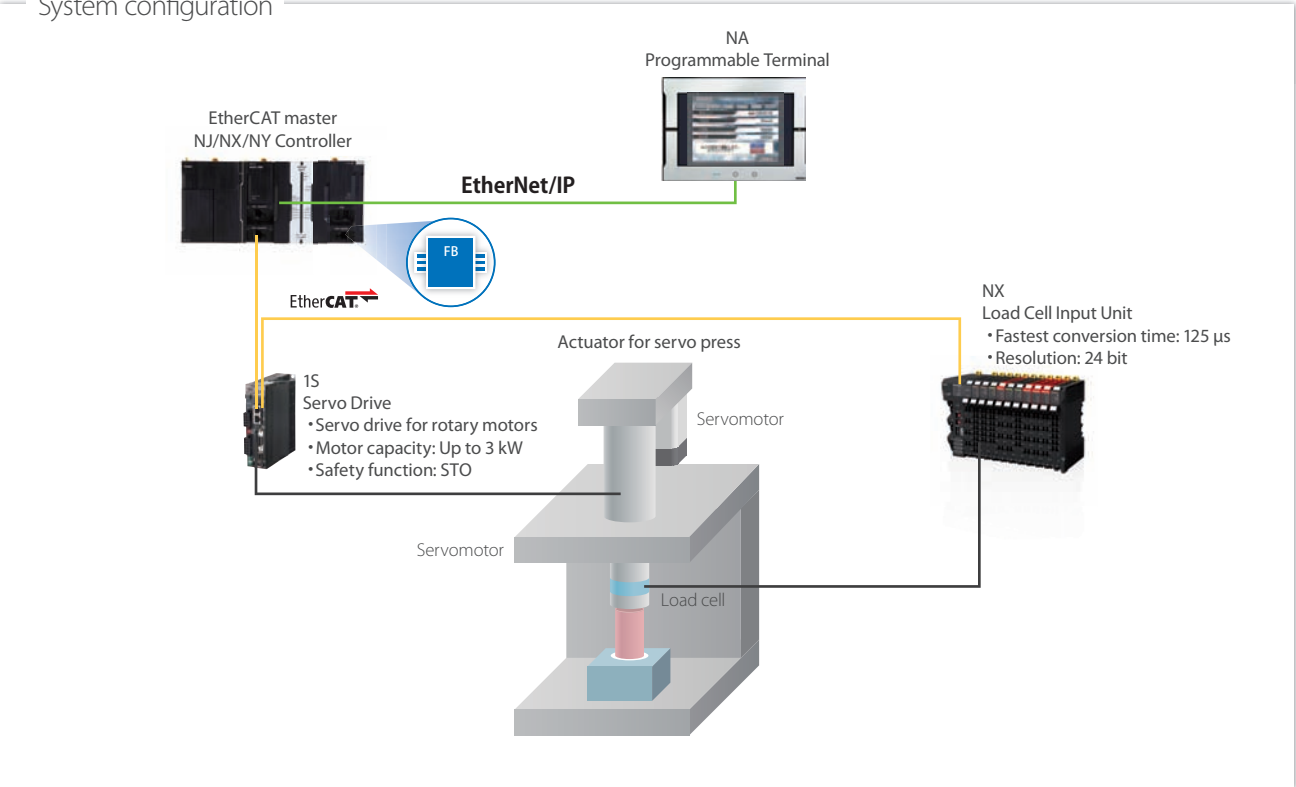 System configuration
NA
Programmable Terminal
EtherCAT master
NJ/NX/NY Controller
EtherNet/IP
FB
EtherCAT®
NX
Load Cell Input Unit
• Fastest conversion time: 125 μs
• Resolution: 24 bit
Actuator for servo press
1S
Servo Drive
• Servo drive for rotary motors
• Motor capacity: Up to 3 kW
• Safety function: STO
Servomotor
Servomotor
Load cell